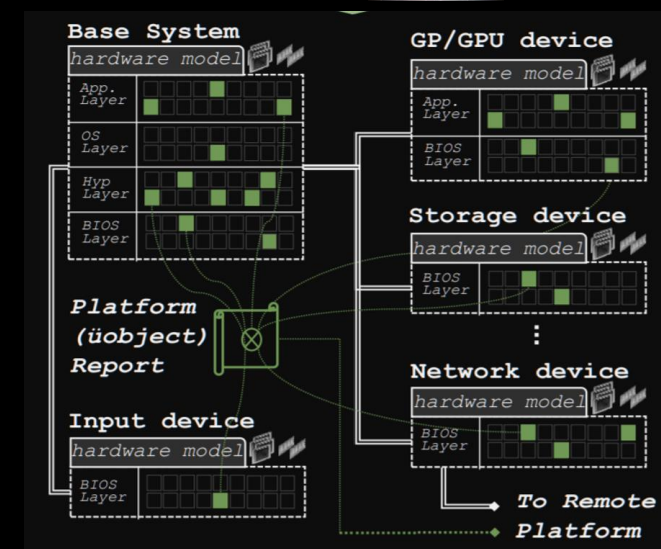 Base System
hardware model
App.
Layer
OS
Layer
Hyp
Layer
BIOS
Layer
Platform
(üobject)
Report
Input device
hardware model
BIOS
Layer
GP/GPU device
hardware model
App.
Layer
BIOS
Layer
Storage device
hardware model
BIOS
Layer
Network device
hardware model
BIOS
Layer
To Remote
Platform